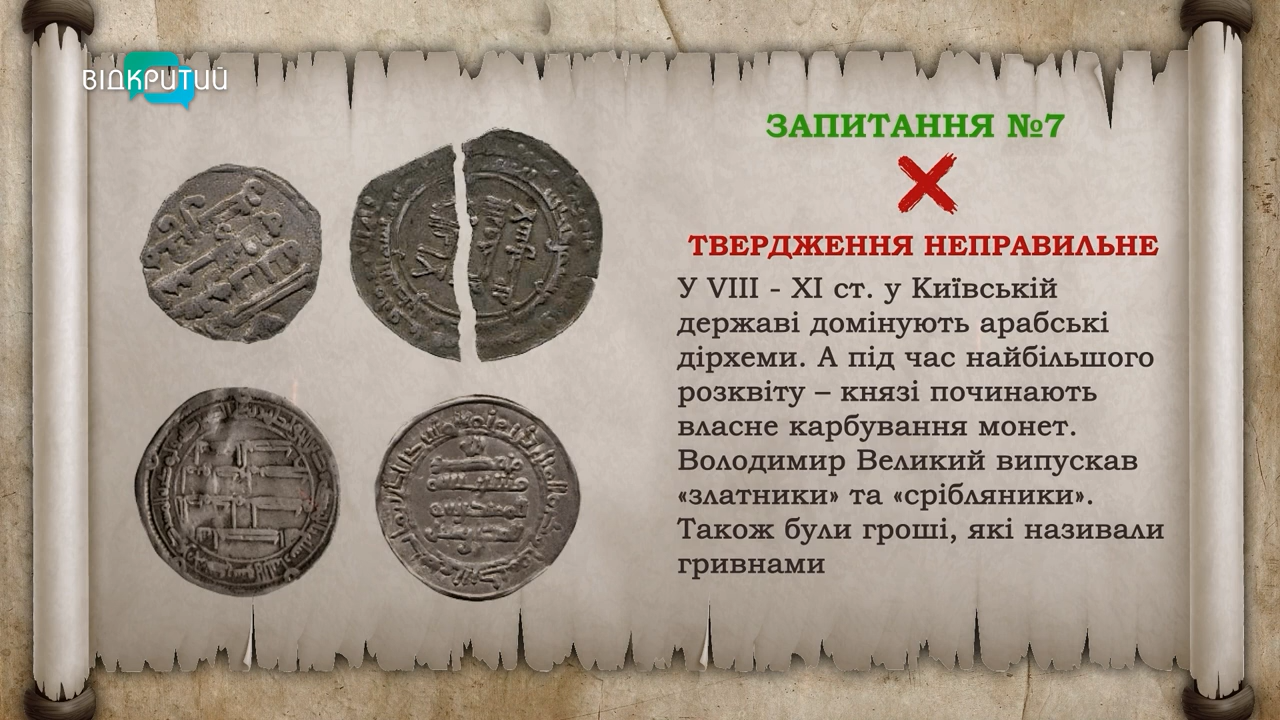 ВІДКРИТИЙ
ЗАПИТАННЯ №7
ТВЕРДЖЕННЯ НЕПРАВИЛЬНЕ
У VIII - XI ст. у Київській
державі домінують арабські
дірхеми. А під час найбільшого
розквіту – князі починають
власне карбування монет.
Володимир Великий випускав
«златники» та «срібляники».
Також були гроші, які називали
гривнами